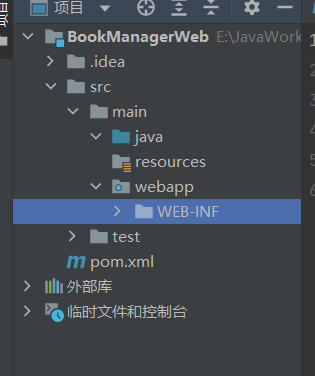 项目
BookManagerWeb E:\JavaWork
.idea
src
main
java
resources
webapp
WEB-INF
test
pom.xml
外部库
临时文件和控制台